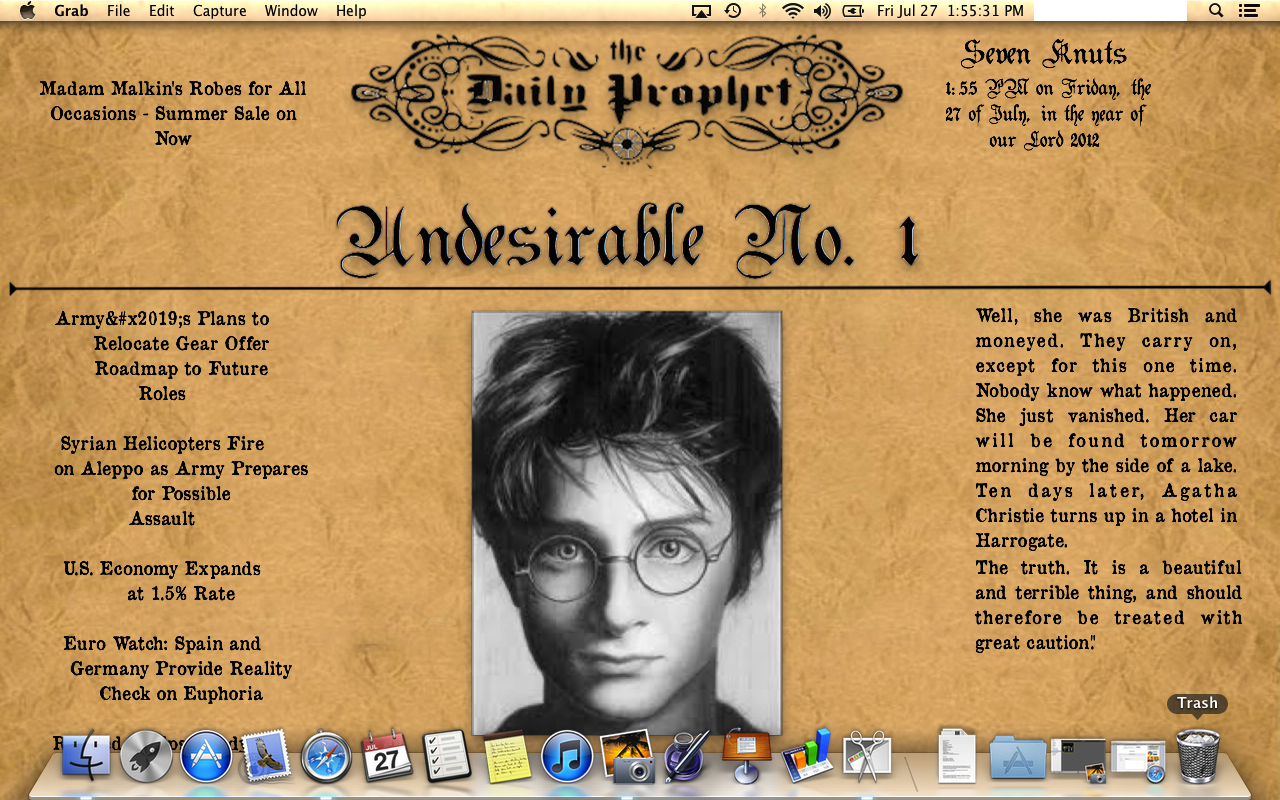 Grab File Edit Capture Window Help
Fri Jul 27 1:55:31 PM
Madam Malkin's Robes for All
Occasions - Summer Sale on
Now
the
Daily Prophet
Seven Knuts
1:55 PM on Friday, the
27 of July, in the year of
our Lord 2012
Undesirable No. 1
Army&#x2019;s Plans to
Relocate Gear Offer
Roadmap to Future
Roles
Syrian Helicopters Fire
on Aleppo as Army Prepares
for Possible
Assault
U.S. Economy Expands
at 1.5% Rate
Euro Watch: Spain and
Germany Provide Reality
Check on Euphoria
Well, she was British and
moneyed. They carry on,
except for this one time.
Nobody know what happened.
She just vanished. Her car
will be found tomorrow
morning by the side of a lake.
Ten days later, Agatha
Christie turns up in a hotel in
Harrogate.
The truth. It is a beautiful
and terrible thing, and should
therefore be treated with
great caution."
Trash
JUL
27